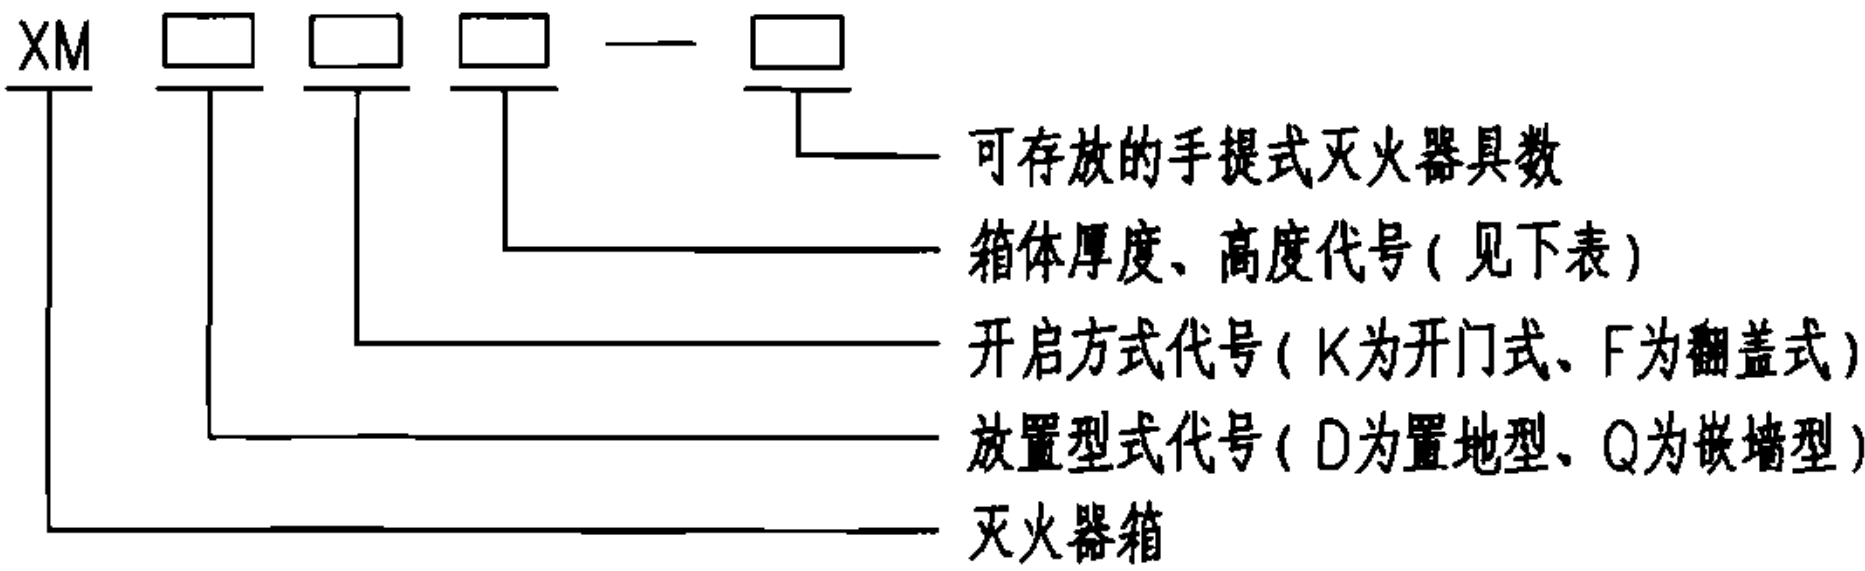 XM □ □ □ — □
可存放的手提式灭火器具数
箱体厚度、高度代号(见下表)
开启方式代号(K为开门式、F为翻盖式)
放置型式代号(D为置地型、Q为嵌墙型)
灭火器箱